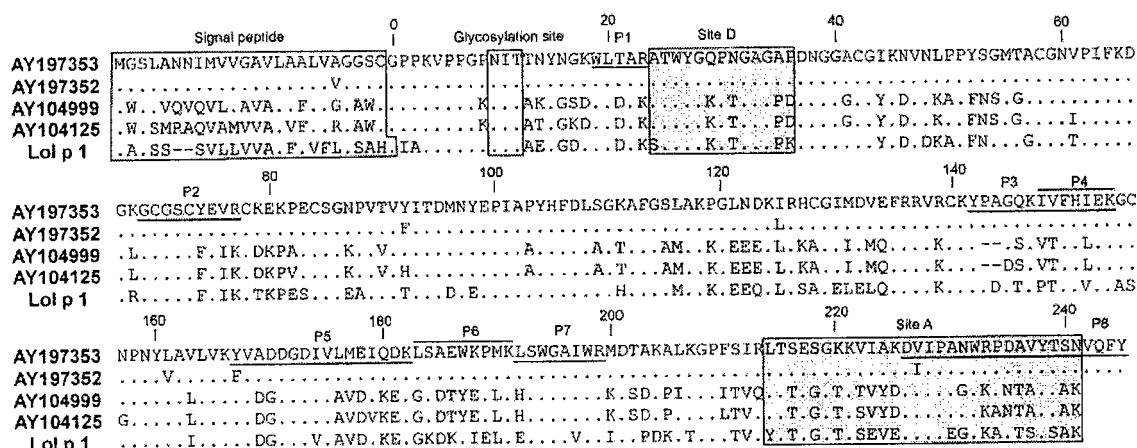 0 20 40 60
Signal peptide Glycosylation site P1 Site D
AY197353 MGSLANNIMVVGAVLAALVAGGSCGPPKVPPGPNITTNYNGKWLTARATWYGQPNGAGAPDNGGACGIKNVNLPPYSGMTACGNVPIFKD
AY197352 ...................V......................................................................
AY104999 .W..VQVQVL.AVA..F..G.AW.........K...AK.GSD..D.K......K.T...PD....G..Y.D..KA.FNS.G.........
AY104125 .W.SMPAQVAMVVA.VF..R.AW.........K...AT.GKD..D.K......K.T...PD....G..Y.D..KA.FNS.G....I....
Lol p 1 .A.SS--SVLLVVA.F.VFL.SAH.IA.........AE.GD...D.KS.....K.T...PK.......Y.DKA.FN....G...T.....
P2 80 100 120 140 P3 P4
AY197353 GKGCGSCYEVRCKEKPECSGNPVTVYITDMNYEPIAPYHFDLSGKAFGSLAKPGLNDKIRHCGIMDVEFRRVRCKYPAGQKIVFHIEKGC
AY197352 .........................F................................L..............................
AY104999 .L.....F.IK.DKPA....K..V............A.....A.T...AM..K.EEE.L.KA..I.MQ......K...--.S.VT..L...
AY104125 .L.....F.IK.DKPV....K..V.H..........A.....A.T...AM..K.EEE.L.KA..I.MQ......K...--DS.VT..L...
Lol p 1 .R.....F.IK.TKPES...EA...T...D.E..........H....M..K.EEQ.L.SA.ELELQ......K....D.T.PT...V..AS
160 P5 180 P6 P7 200 220 Site A 240 P8
AY197353 NPNYLAVLVKYVADDGDIVLMEIQDKLSAEWKPMKLSWGAIWRMDTAKALKGPFSIRLTSESGKKVIAKDVIPANWRPDAVYTSNVQFY
AY197352 .....V....F...........................................................I..................
AY104999 ......L.....DG.....AVD.KE.G.DTYE.L.H.......K.SD.PI...ITVQ..T.G.T.TVYD.....G.K.NTA...AK
AY104125 G.....L.....DG.....AVDVKE.G.DTYE.L.H.......K.SD.P....LTV...T.G.T.SVYD.......KANTA...AK
Lol p 1 ......I.....DG...V.AVD.KE.GKDK.IEL.E....V..I.PDK.T...TV..Y.T.G.T.SEVE.....EG.KA.TS.SAK